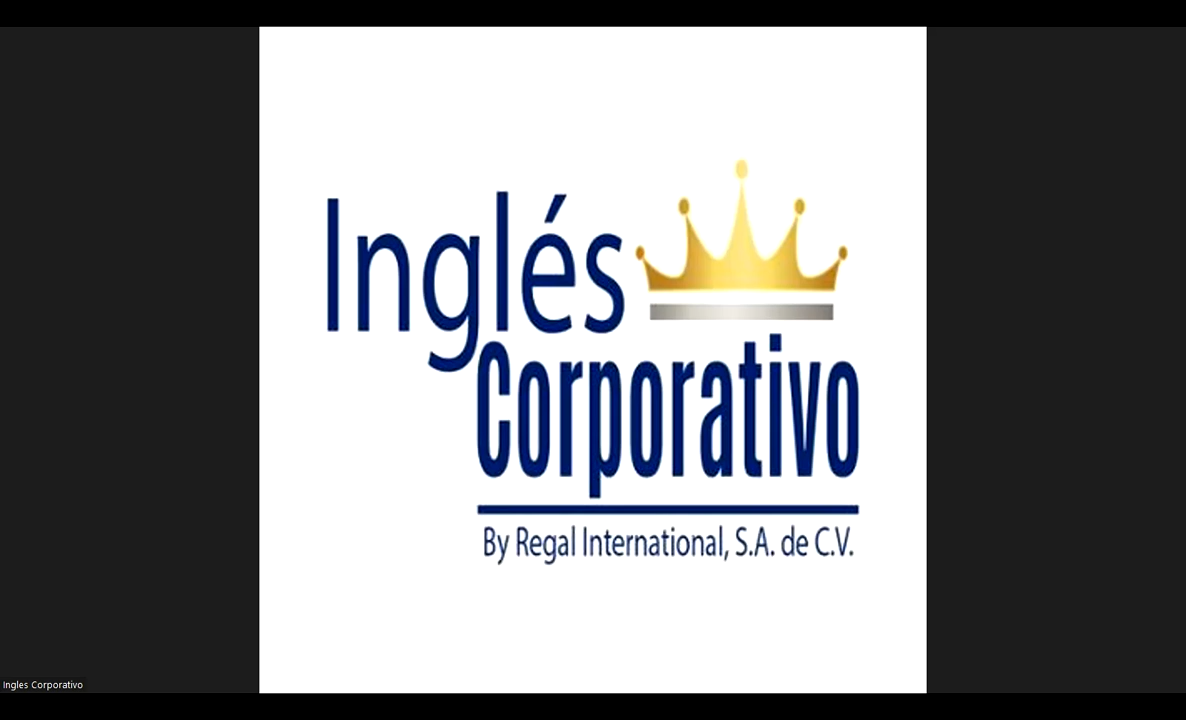 Inglés
Corporativo
By Regal International, S.A. de C.V.
Ingles Corporativo